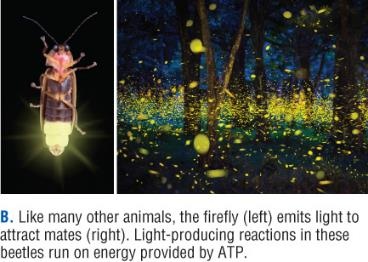 B. Like many other animals, the firefly (left) emits light to
attract mates (right). Light-producing reactions in these
beetles run on energy provided by ATP.